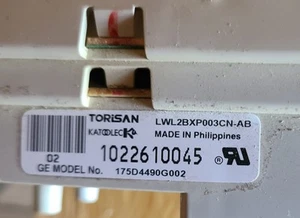 TORiSAN LWL2BXP003CN-AB
KATOOLEC K MADE IN Philippines
02 1022610045
GE MODEL No. 175D4490G002